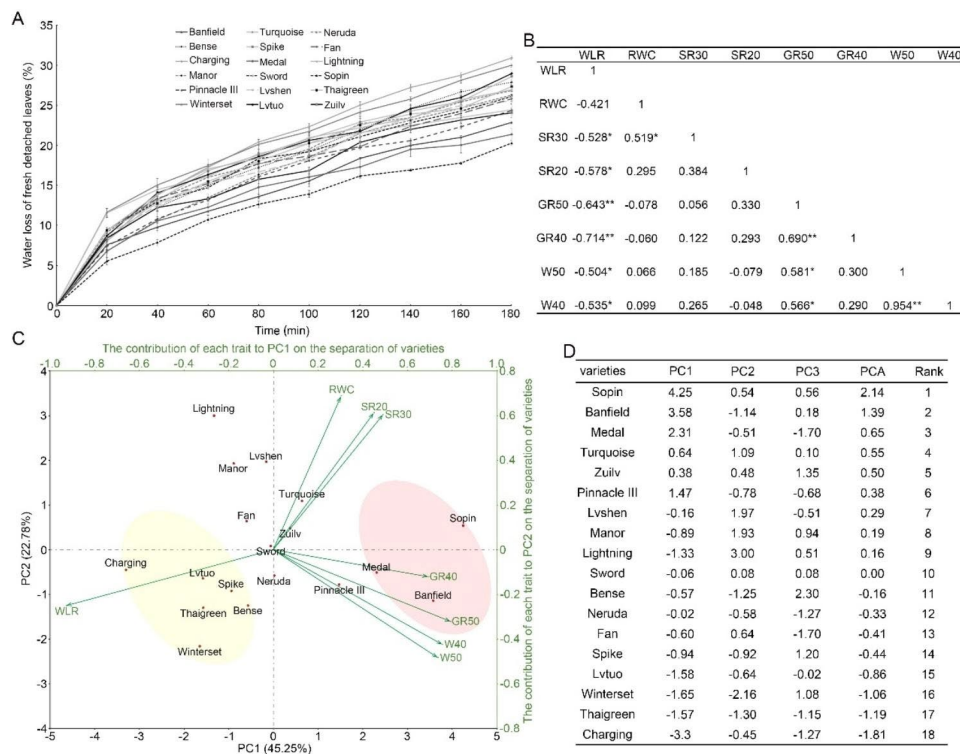 A
Water loss of fresh detached leaves (%)
35
30
25
20
15
10
5
0
Banfield Turquoise Neruda
Bense Spike Fan
Charging Medal Lightning
Manor Sword Sopin
Pinnacle III Lvshen Thaigreen
Winterset Lvtuo Zuilv
0 20 40 60 80 100 120 140 160 180
Time (min)
B
WLR RWC SR30 SR20 GR50 GR40 W50 W40
WLR 1
RWC -0.421 1
SR30 -0.528* 0.519* 1
SR20 -0.578* 0.295 0.384 1
GR50 -0.643** -0.078 0.056 0.330 1
GR40 -0.714** -0.060 0.122 0.293 0.690** 1
W50 -0.504* 0.066 0.185 -0.079 0.581* 0.300 1
W40 -0.535* 0.099 0.265 -0.048 0.566* 0.290 0.954** 1
C
The contribution of each trait to PC1 on the separation of varieties
-1.0 -0.8 -0.6 -0.4 -0.2 0 0.2 0.4 0.6 0.8 1.0
PC2 (22.78%)
4
3
2
1
0
-1
-2
-3
-4
RWC
Lightning
SR20
SR30
Lvshen
Manor
Turquoise
Fan
Zuilv
Sopin
Sword
Charging
Lvtuo
Spike
Neruda
Medal
GR40
Pinnacle III
Banfield
WLR
Thaigreen
Bense
GR50
W40
W50
Winterset
0.8
0.6
0.4
0.2
0
-0.2
-0.4
-0.6
-0.8
The contribution of each trait to PC2 on the separation of varieties
-5 -4 -3 -2 -1 0 1 2 3 4 5
PC1 (45.25%)
D
varieties PC1 PC2 PC3 PCA Rank
Sopin 4.25 0.54 0.56 2.14 1
Banfield 3.58 -1.14 0.18 1.39 2
Medal 2.31 -0.51 -1.70 0.65 3
Turquoise 0.64 1.09 0.10 0.55 4
Zuilv 0.38 0.48 1.35 0.50 5
Pinnacle III 1.47 -0.78 -0.68 0.38 6
Lvshen -0.16 1.97 -0.51 0.29 7
Manor -0.89 1.93 0.94 0.19 8
Lightning -1.33 3.00 0.51 0.16 9
Sword -0.06 0.08 0.08 0.00 10
Bense -0.57 -1.25 2.30 -0.16 11
Neruda -0.02 -0.58 -1.27 -0.33 12
Fan -0.60 0.64 -1.70 -0.41 13
Spike -0.94 -0.92 1.20 -0.44 14
Lvtuo -1.58 -0.64 -0.02 -0.86 15
Winterset -1.65 -2.16 1.08 -1.06 16
Thaigreen -1.57 -1.30 -1.15 -1.19 17
Charging -3.3 -0.45 -1.27 -1.81 18